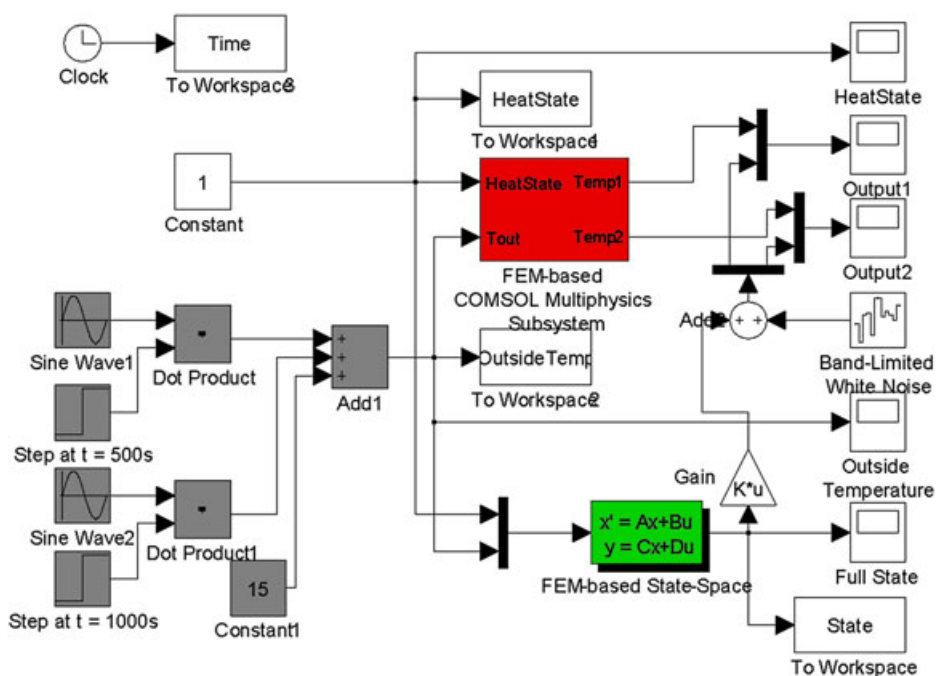 Time
Clock
To Workspace3
HeatState
HeatState
To Workspace1
1
Constant
HeatState
Temp1
Output1
Tout
Temp2
Output2
FEM-based
COMSOL Multiphysics
Subsystem
Add2
+ +
Band-Limited
White Noise
Sine Wave1
Dot Product
+
+
+
Add1
OutsideTemp
To Workspace2
Step at t = 500s
Outside
Temperature
Gain
K*u
Sine Wave2
Dot Product1
x' = Ax+Bu
y = Cx+Du
FEM-based State-Space
Full State
15
Constant1
Step at t = 1000s
State
To Workspace